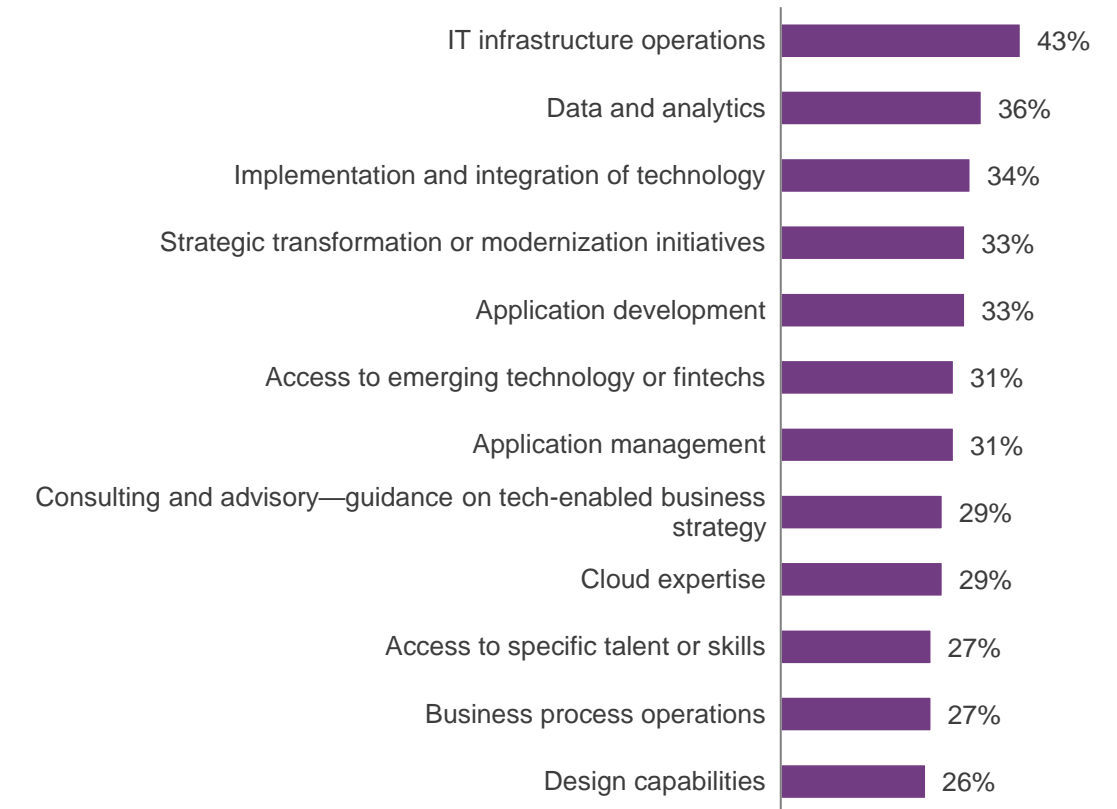 IT infrastructure operations 43%
Data and analytics 36%
Implementation and integration of technology 34%
Strategic transformation or modernization initiatives 33%
Application development 33%
Access to emerging technology or fintechs 31%
Application management 31%
Consulting and advisory—guidance on tech-enabled business
strategy 29%
Cloud expertise 29%
Access to specific talent or skills 27%
Business process operations 27%
Design capabilities 26%